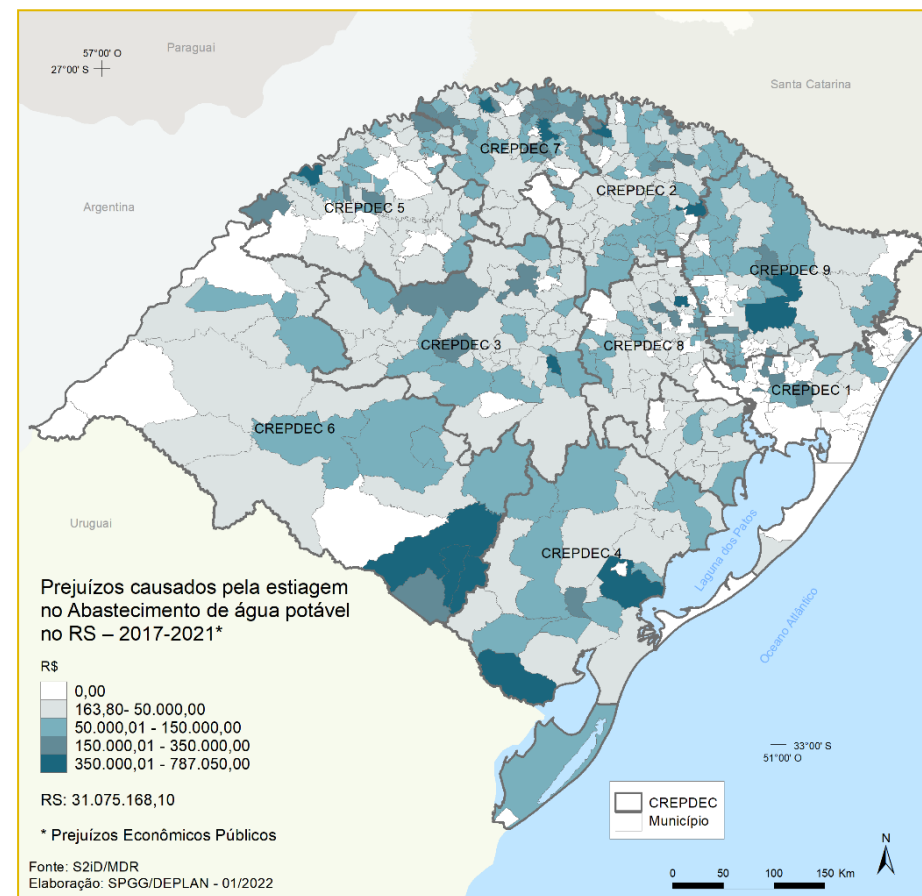 Paraguai
57°00' O
27°00' S
Santa Catarina
Argentina
CREPDEC 7
CREPDEC 2
CREPDEC 5
CREPDEC 9
CREPDEC 3
CREPDEC 8
CREPDEC 1
CREPDEC 6
Uruguai
CREPDEC 4
Laguna dos Patos
Oceano Atlântico
Prejuízos causados pela estiagem
no Abastecimento de água potável
no RS – 2017-2021*
R$
0,00
163,80- 50.000,00
50.000,01 - 150.000,00
150.000,01 - 350.000,00
350.000,01 - 787.050,00
RS: 31.075.168,10
* Prejuízos Econômicos Públicos
Fonte: S2iD/MDR
Elaboração: SPGG/DEPLAN - 01/2022
33°00' S
51°00' O
CREPDEC
Município
N
0 50 100 150 Km